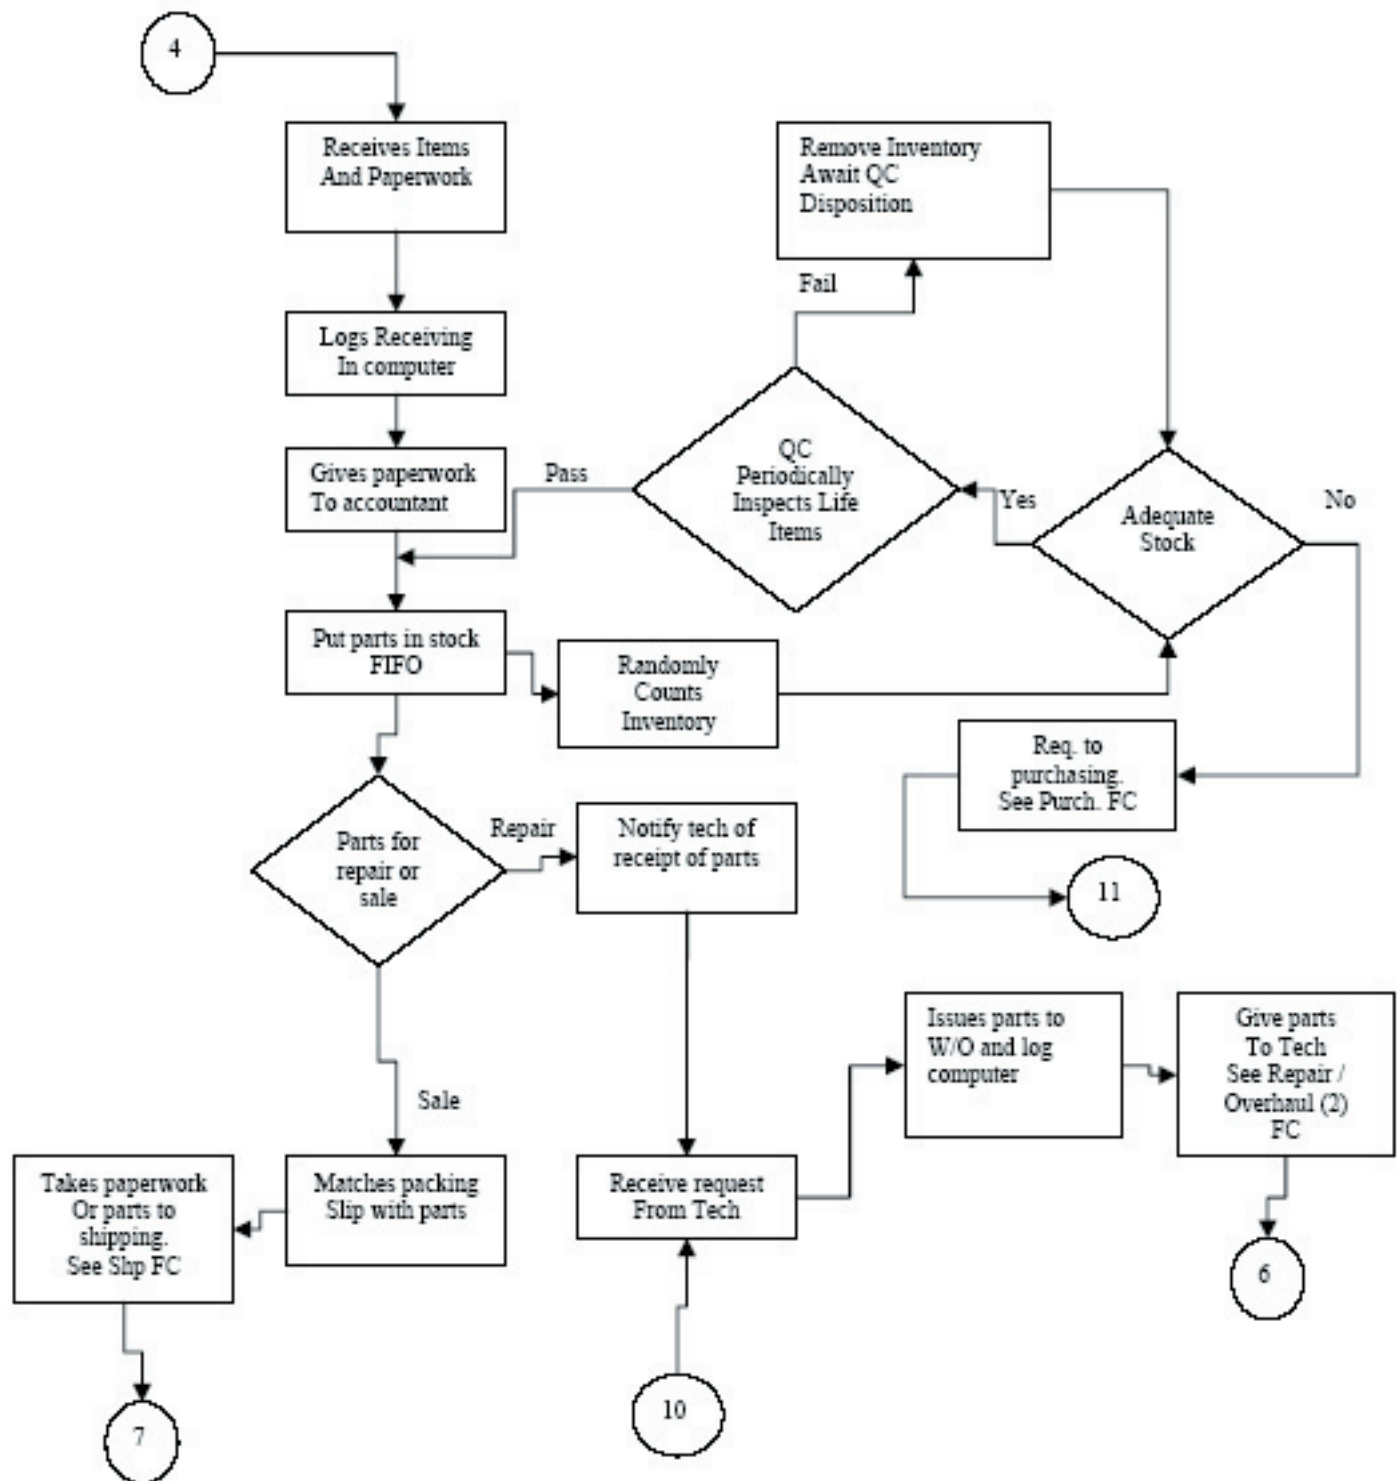 4
Receives Items
And Paperwork
Remove Inventory
Await QC
Disposition
Fail
Logs Receiving
In computer
Gives paperwork
To accountant
Pass
QC
Periodically
Inspects Life
Items
Yes
Adequate
Stock
No
Put parts in stock
FIFO
Randomly
Counts
Inventory
Req. to
purchasing.
See Purch. FC
Parts for
repair or
sale
Repair
Notify tech of
receipt of parts
11
Issues parts to
W/O and log
computer
Give parts
To Tech
See Repair /
Overhaul (2)
FC
Sale
Takes paperwork
Or parts to
shipping.
See Shp FC
Matches packing
Slip with parts
Receive request
From Tech
6
10
7